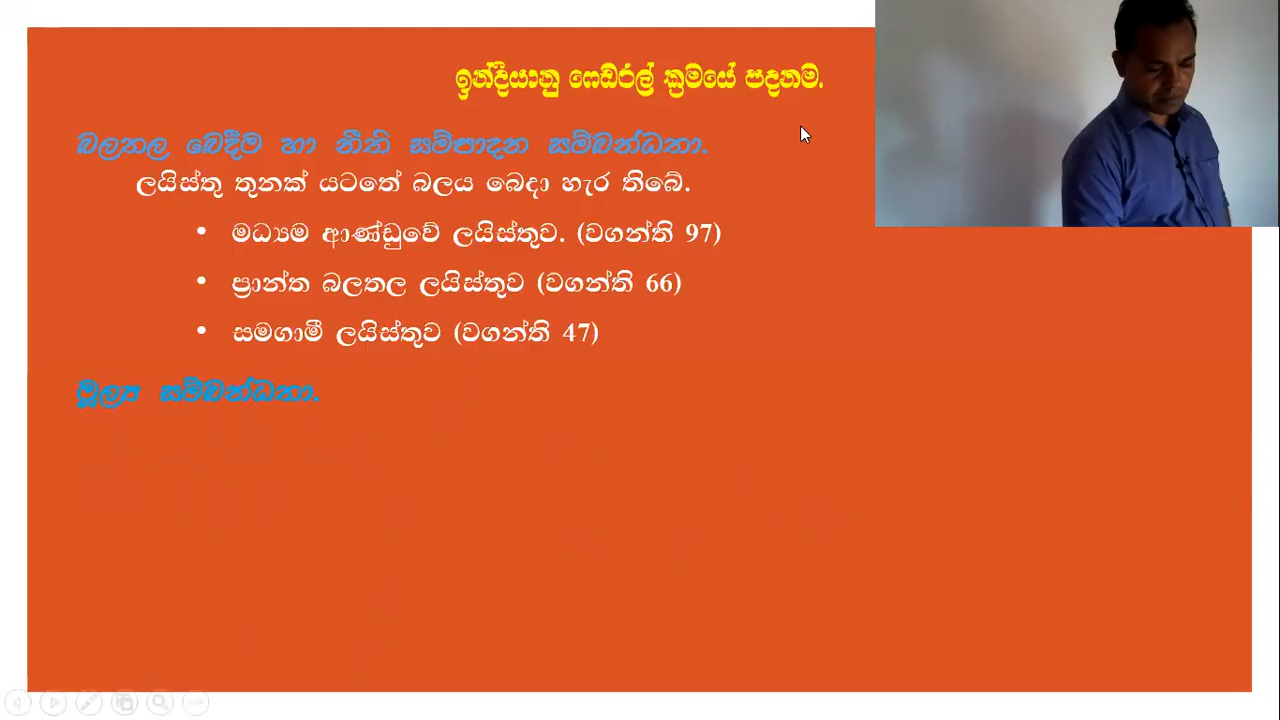 ඉන්දියානු ෆෙඩරල් ක්‍රමයේ පදනම.
බලතල බෙදීම හා නීති සම්පාදන සම්බන්ධතා.
ලයිස්තු තුනක් යටතේ බලය බෙදා හැර තිබේ.
• මධ්‍යම ආණ්ඩුවේ ලයිස්තුව. (වගන්ති 97)
• ප්‍රාන්ත බලතල ලයිස්තුව (වගන්ති 66)
• සමගාමී ලයිස්තුව (වගන්ති 47)
මූල්‍ය සම්බන්ධතා.